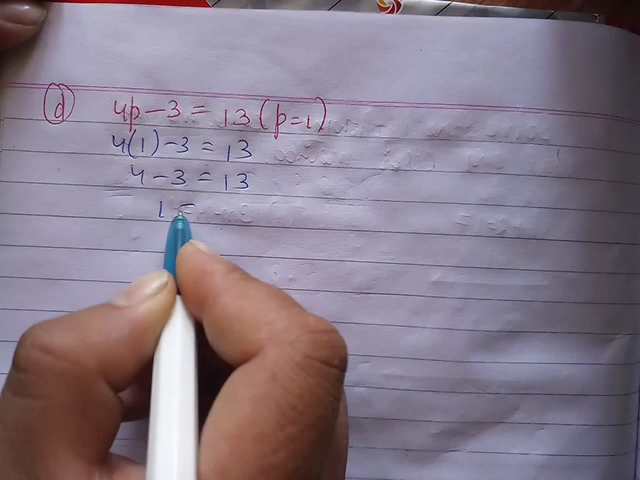 d 4p-3 = 13 (p=1)
4(1)-3 = 13
4-3 = 13
1 =